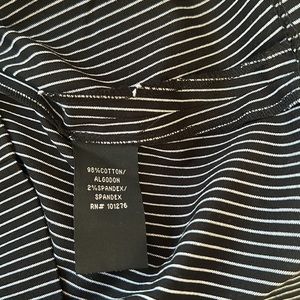 98%COTTON/
ALGODON
2%SPANDEX/
SPANDEX
RN# 101276